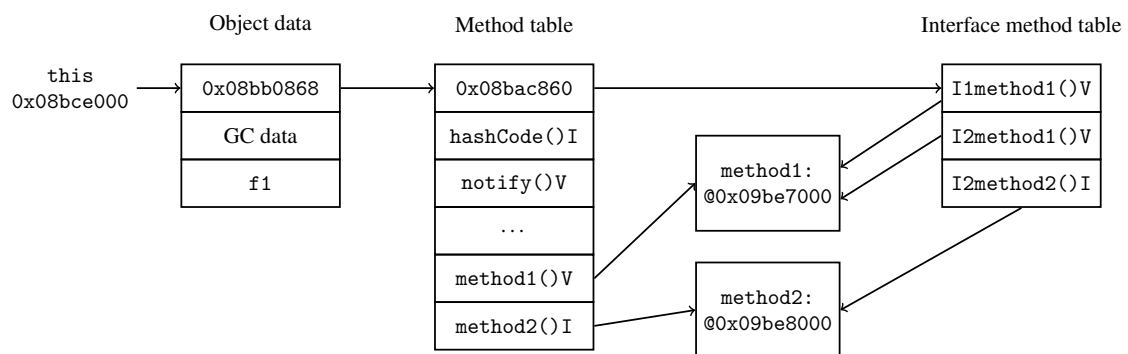 Object data
Method table
Interface method table
this
0x08bce000
0x08bb0868
GC data
f1
0x08bac860
hashCode()I
notify()V
...
method1()V
method2()I
method1:
@0x09be7000
method2:
@0x09be8000
I1method1()V
I2method1()V
I2method2()I